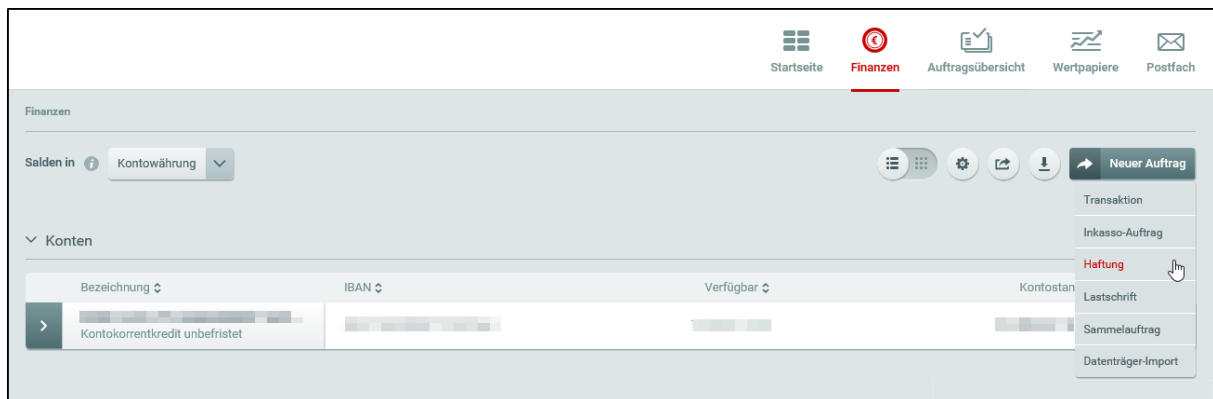 Startseite
Finanzen
Auftragsübersicht
Wertpapiere
Postfach
Finanzen
Salden in
i
Kontowährung
Neuer Auftrag
Transaktion
Inkasso-Auftrag
Haftung
Lastschrift
Sammelauftrag
Datenträger-Import
Konten
Bezeichnung
IBAN
Verfügbar
Kontostan
Kontokorrentkredit unbefristet